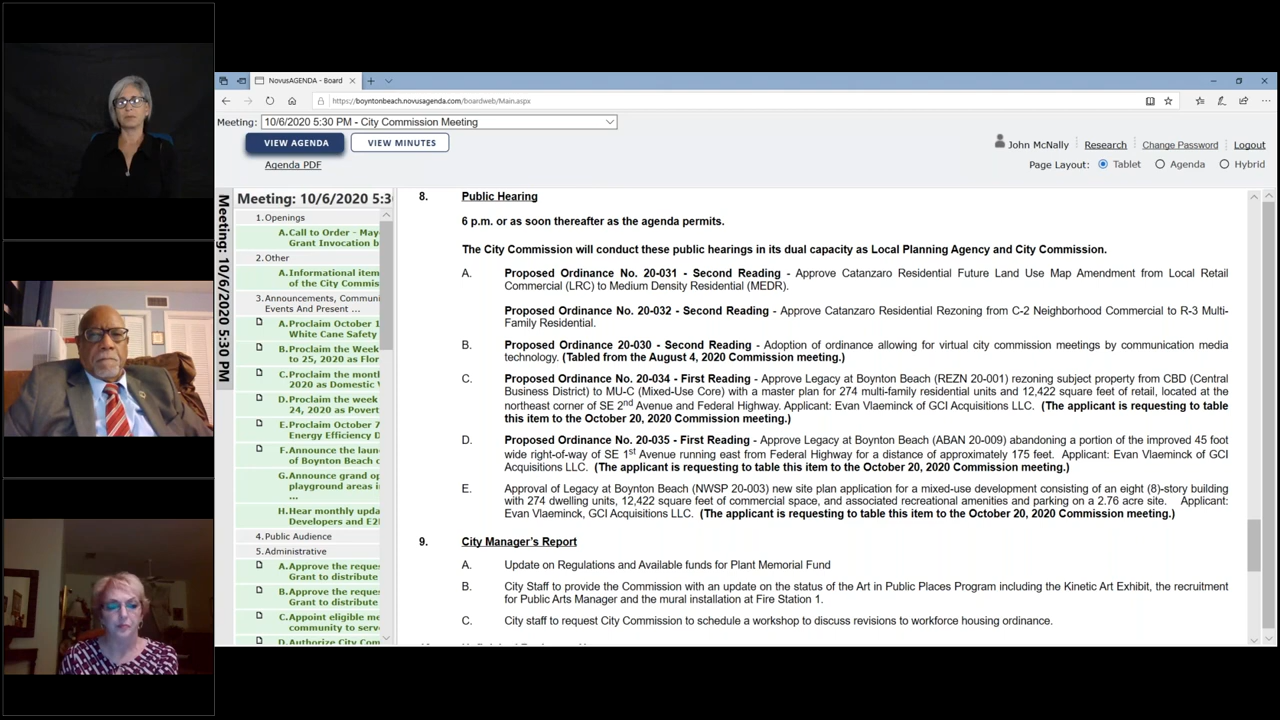 NovusAGENDA - Board
https://boyntonbeach.novusagenda.com/boardweb/Main.aspx
Meeting: 10/6/2020 5:30 PM - City Commission Meeting
VIEW AGENDA VIEW MINUTES
Agenda PDF
John McNally Research Change Password Logout
Page Layout: Tablet Agenda Hybrid
Meeting: 10/6/2020 5:30 PM
Meeting: 10/6/2020 5:3
1.Openings
A.Call to Order - May
Grant Invocation b
2.Other
A.Informational item
of the City Commis
3.Announcements, Commun
Events And Present ...
A.Proclaim October 1
White Cane Safety
B.Proclaim the Week
to 25, 2020 as Flor
C.Proclaim the mont
2020 as Domestic V
D.Proclaim the week
24, 2020 as Povert
E.Proclaim October 7
Energy Efficiency D
F.Announce the laun
of Boynton Beach c
G.Announce grand op
playground areas i
...
H.Hear monthly upda
Developers and E2
4.Public Audience
5.Administrative
A.Approve the reque
Grant to distribute
B.Approve the reque
Grant to distribute
C.Appoint eligible me
community to serv
D.Authorize City Com
8. Public Hearing
6 p.m. or as soon thereafter as the agenda permits.
The City Commission will conduct these public hearings in its dual capacity as Local Planning Agency and City Commission.
A. Proposed Ordinance No. 20-031 - Second Reading - Approve Catanzaro Residential Future Land Use Map Amendment from Local Retail
Commercial (LRC) to Medium Density Residential (MEDR).
Proposed Ordinance No. 20-032 - Second Reading - Approve Catanzaro Residential Rezoning from C-2 Neighborhood Commercial to R-3 Multi-
Family Residential.
B. Proposed Ordinance 20-030 - Second Reading - Adoption of ordinance allowing for virtual city commission meetings by communication media
technology. (Tabled from the August 4, 2020 Commission meeting.)
C. Proposed Ordinance No. 20-034 - First Reading - Approve Legacy at Boynton Beach (REZN 20-001) rezoning subject property from CBD (Central
Business District) to MU-C (Mixed-Use Core) with a master plan for 274 multi-family residential units and 12,422 square feet of retail, located at the
northeast corner of SE 2nd Avenue and Federal Highway. Applicant: Evan Vlaeminck of GCI Acquisitions LLC. (The applicant is requesting to table
this item to the October 20, 2020 Commission meeting.)
D. Proposed Ordinance No. 20-035 - First Reading - Approve Legacy at Boynton Beach (ABAN 20-009) abandoning a portion of the improved 45 foot
wide right-of-way of SE 1st Avenue running east from Federal Highway for a distance of approximately 175 feet. Applicant: Evan Vlaeminck of GCI
Acquisitions LLC. (The applicant is requesting to table this item to the October 20, 2020 Commission meeting.)
E. Approval of Legacy at Boynton Beach (NWSP 20-003) new site plan application for a mixed-use development consisting of an eight (8)-story building
with 274 dwelling units, 12,422 square feet of commercial space, and associated recreational amenities and parking on a 2.76 acre site. Applicant:
Evan Vlaeminck, GCI Acquisitions LLC. (The applicant is requesting to table this item to the October 20, 2020 Commission meeting.)
9. City Manager's Report
A. Update on Regulations and Available funds for Plant Memorial Fund
B. City Staff to provide the Commission with an update on the status of the Art in Public Places Program including the Kinetic Art Exhibit, the recruitment
for Public Arts Manager and the mural installation at Fire Station 1.
C. City staff to request City Commission to schedule a workshop to discuss revisions to workforce housing ordinance.